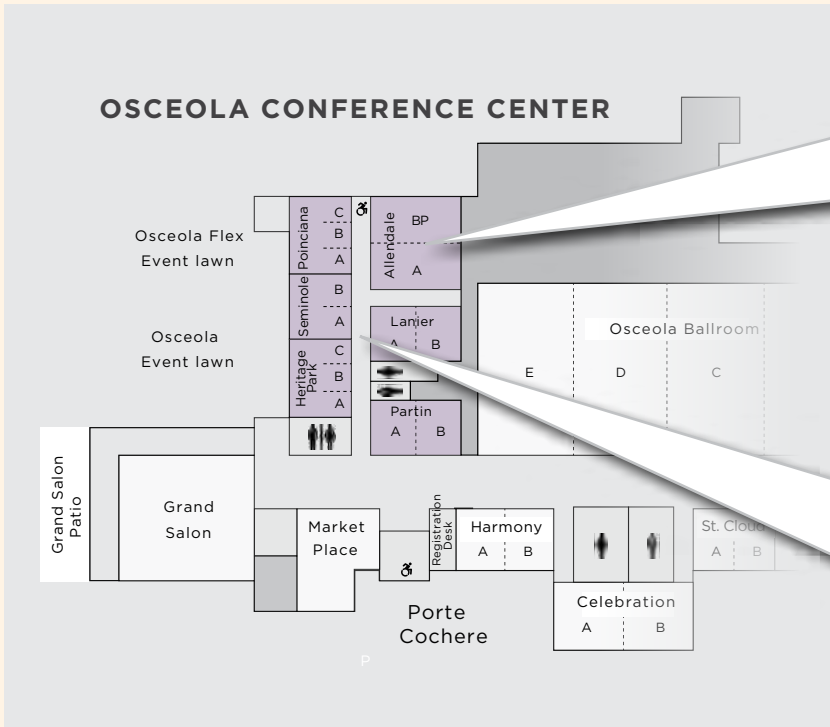 OSCEOLA CONFERENCE CENTER
Osceola Flex
Event lawn
Osceola
Event lawn
Poinciana
C
B
A
Seminole
B
A
Heritage
Park
C
B
A
Allendale
BP
A
Lanier
A B
Partin
A B
Osceola Ballroom
E D C
Grand Salon
Patio
Grand
Salon
Market
Place
Registration
Desk
Harmony
A B
St. Cloud
A B
Celebration
A B
Porte
Cochere
P